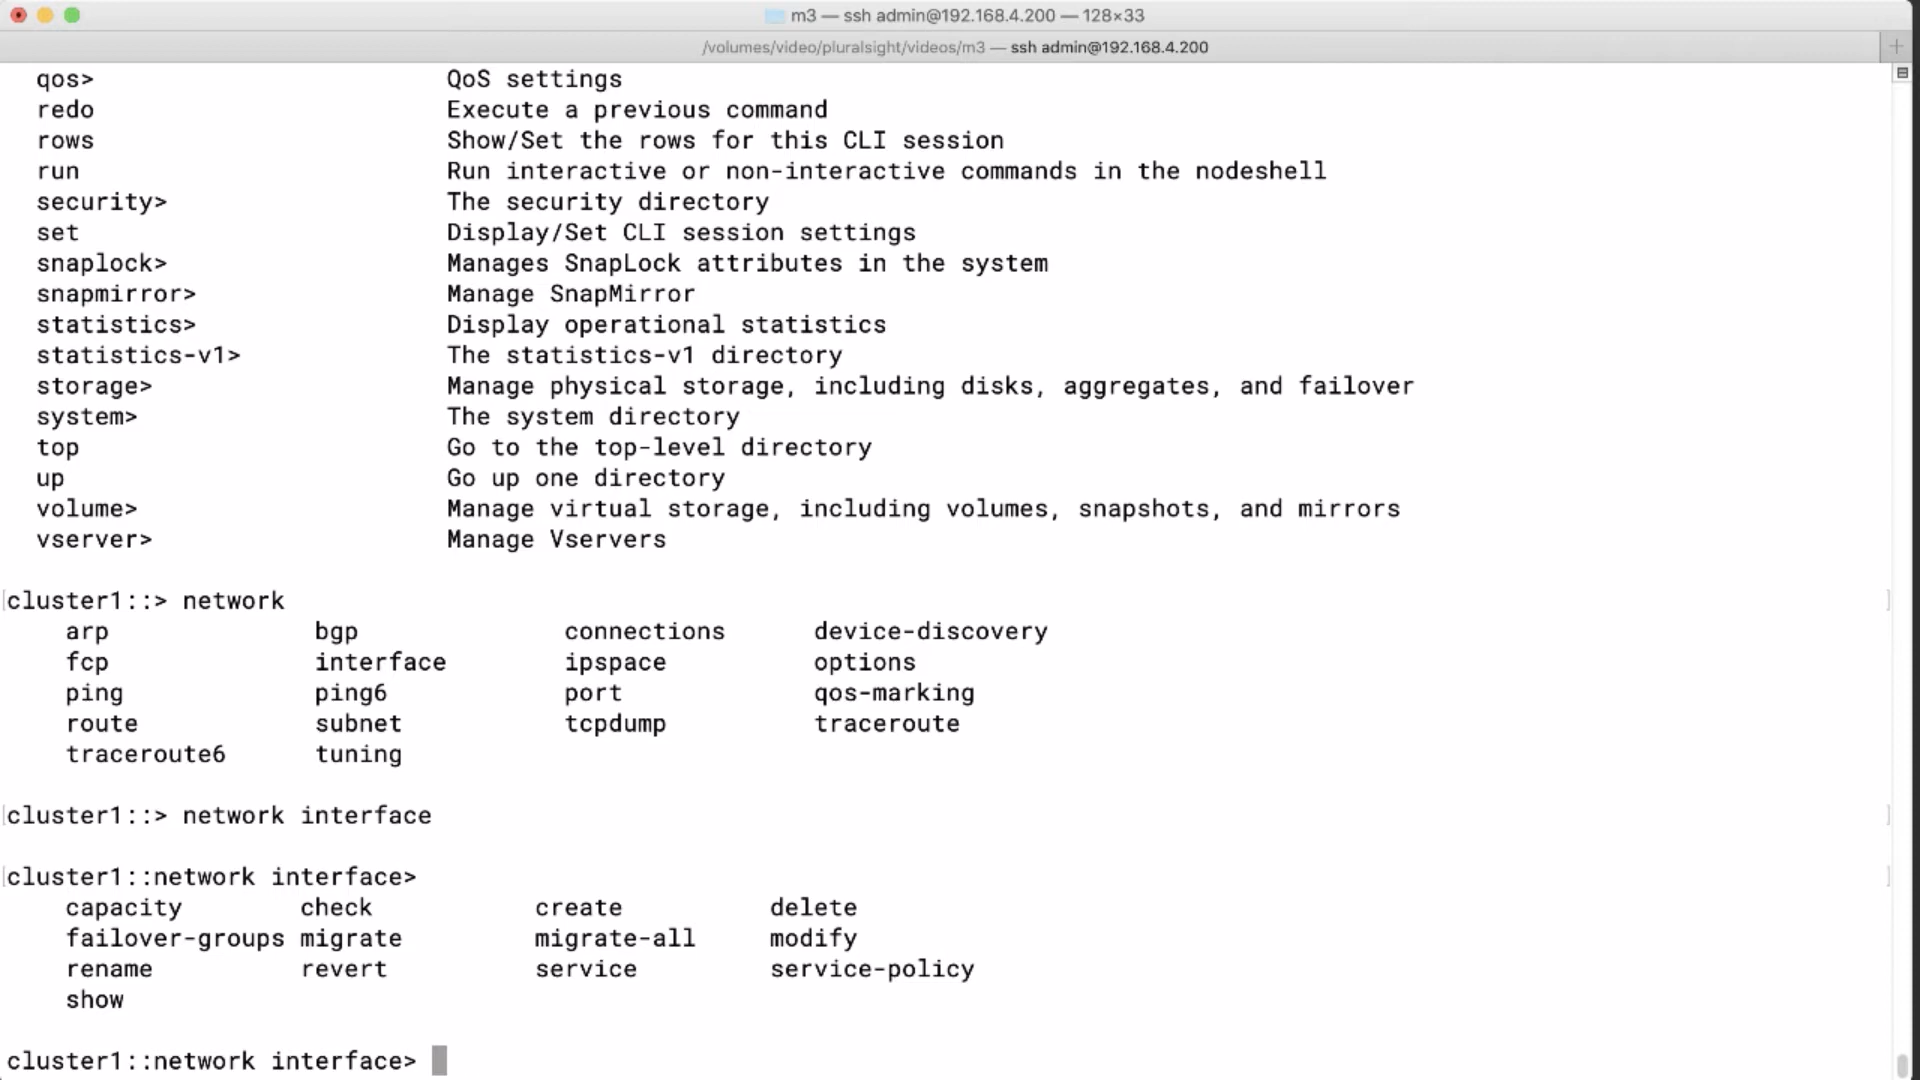 m3 — ssh admin@192.168.4.200 — 128×33
/volumes/video/pluralsight/videos/m3 — ssh admin@192.168.4.200
qos> QoS settings
redo Execute a previous command
rows Show/Set the rows for this CLI session
run Run interactive or non-interactive commands in the nodeshell
security> The security directory
set Display/Set CLI session settings
snaplock> Manages SnapLock attributes in the system
snapmirror> Manage SnapMirror
statistics> Display operational statistics
statistics-v1> The statistics-v1 directory
storage> Manage physical storage, including disks, aggregates, and failover
system> The system directory
top Go to the top-level directory
up Go up one directory
volume> Manage virtual storage, including volumes, snapshots, and mirrors
vserver> Manage Vservers
[cluster1::> network ]
arp bgp connections device-discovery
fcp interface ipspace options
ping ping6 port qos-marking
route subnet tcpdump traceroute
traceroute6 tuning
[cluster1::> network interface ]
[cluster1::network interface> ]
capacity check create delete
failover-groups migrate migrate-all modify
rename revert service service-policy
show
cluster1::network interface>